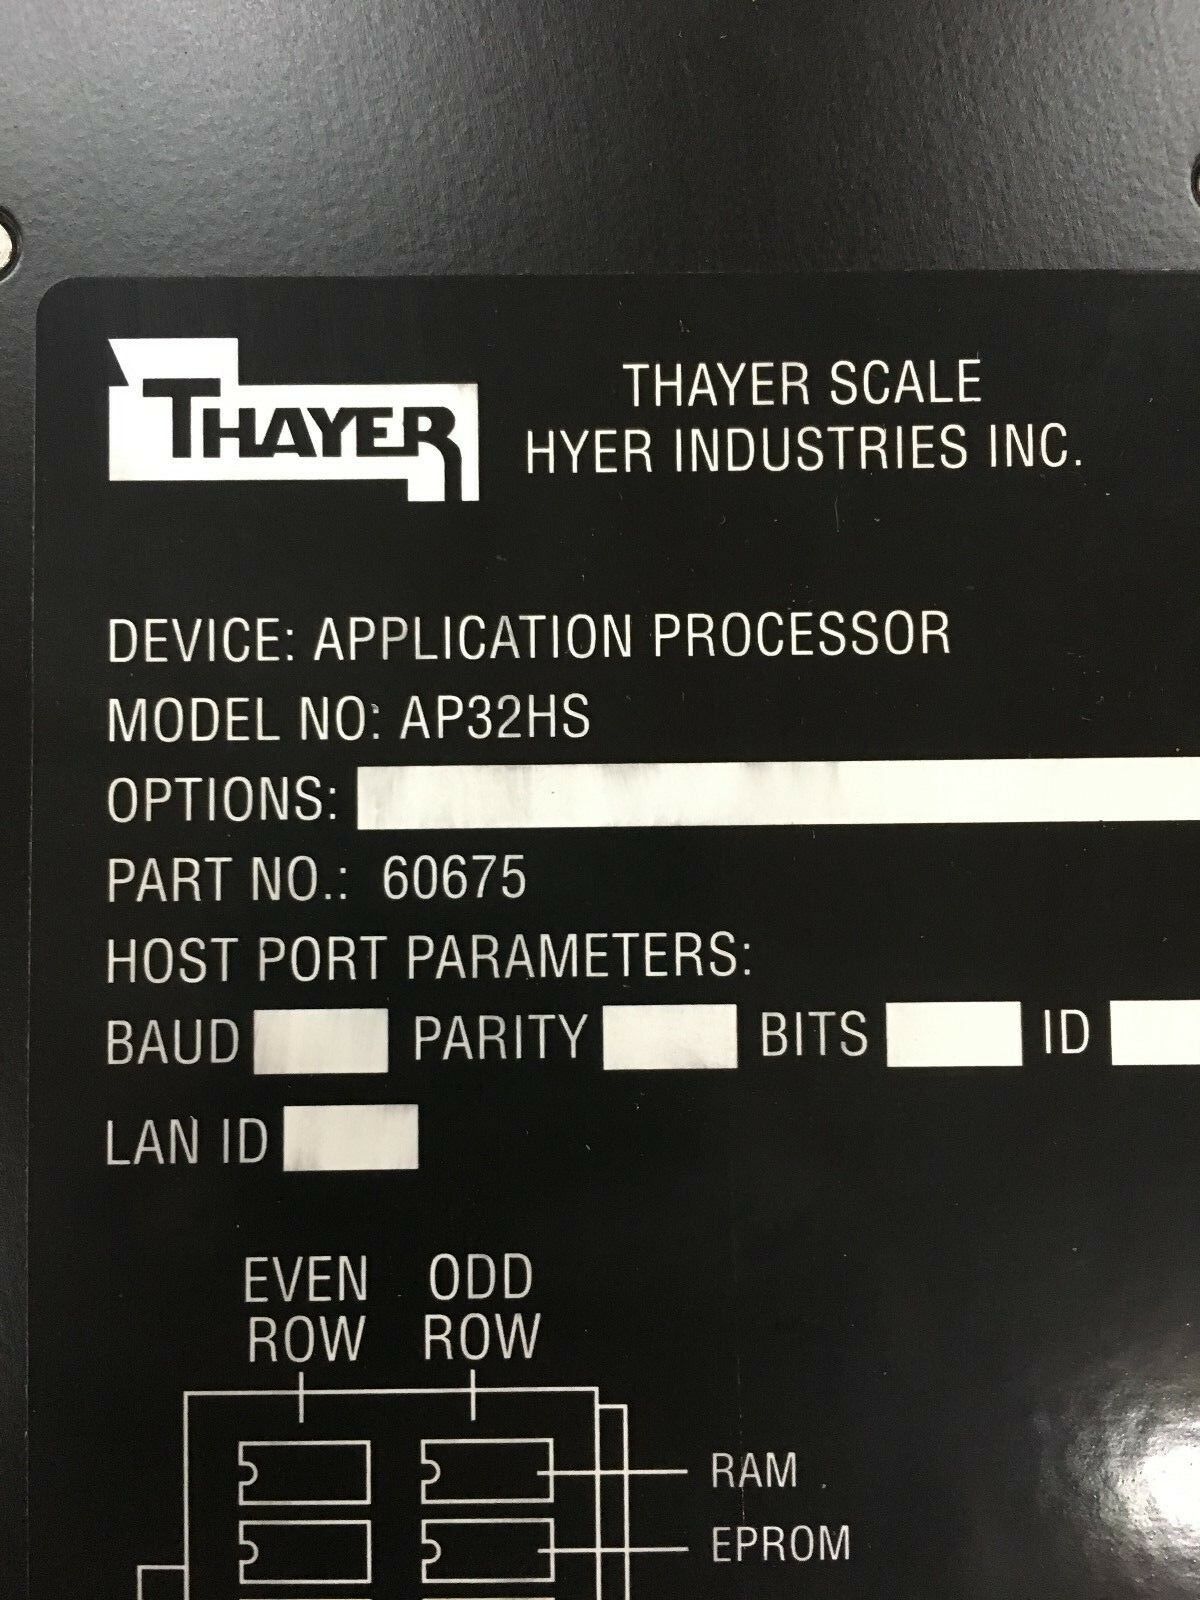 THAYER
THAYER SCALE
HYER INDUSTRIES INC.
DEVICE: APPLICATION PROCESSOR
MODEL NO: AP32HS
OPTIONS:
PART NO.: 60675
HOST PORT PARAMETERS:
BAUD PARITY BITS ID
LAN ID
EVEN ROW
ODD ROW
RAM
EPROM